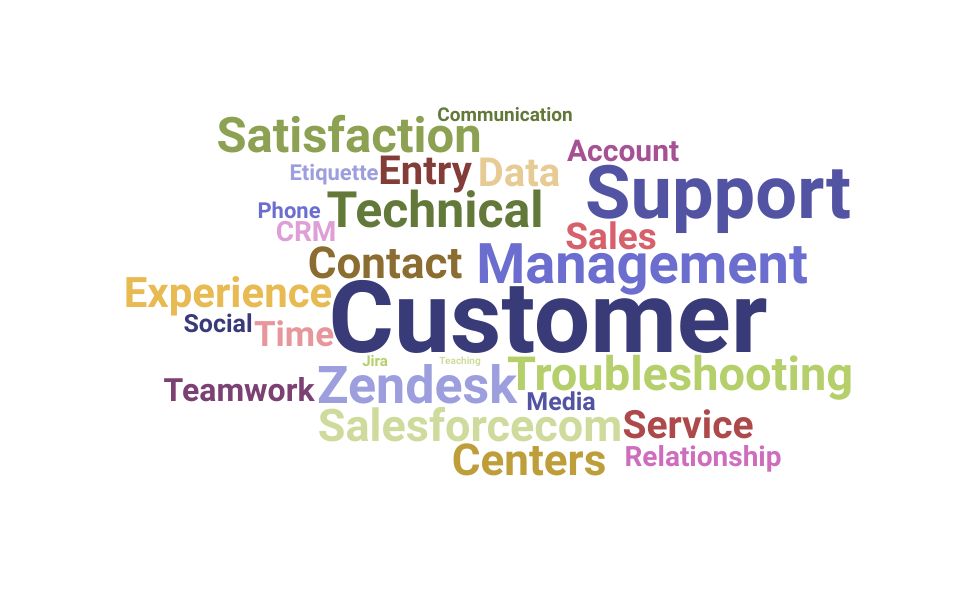 Communication
Satisfaction
Account
Etiquette Entry Data
Support
Phone Technical
CRM
Sales
Contact Management
Experience
Customer
Social Time
Jira Teaching
Troubleshooting
Teamwork Zendesk
Media
Salesforcecom Service
Centers Relationship